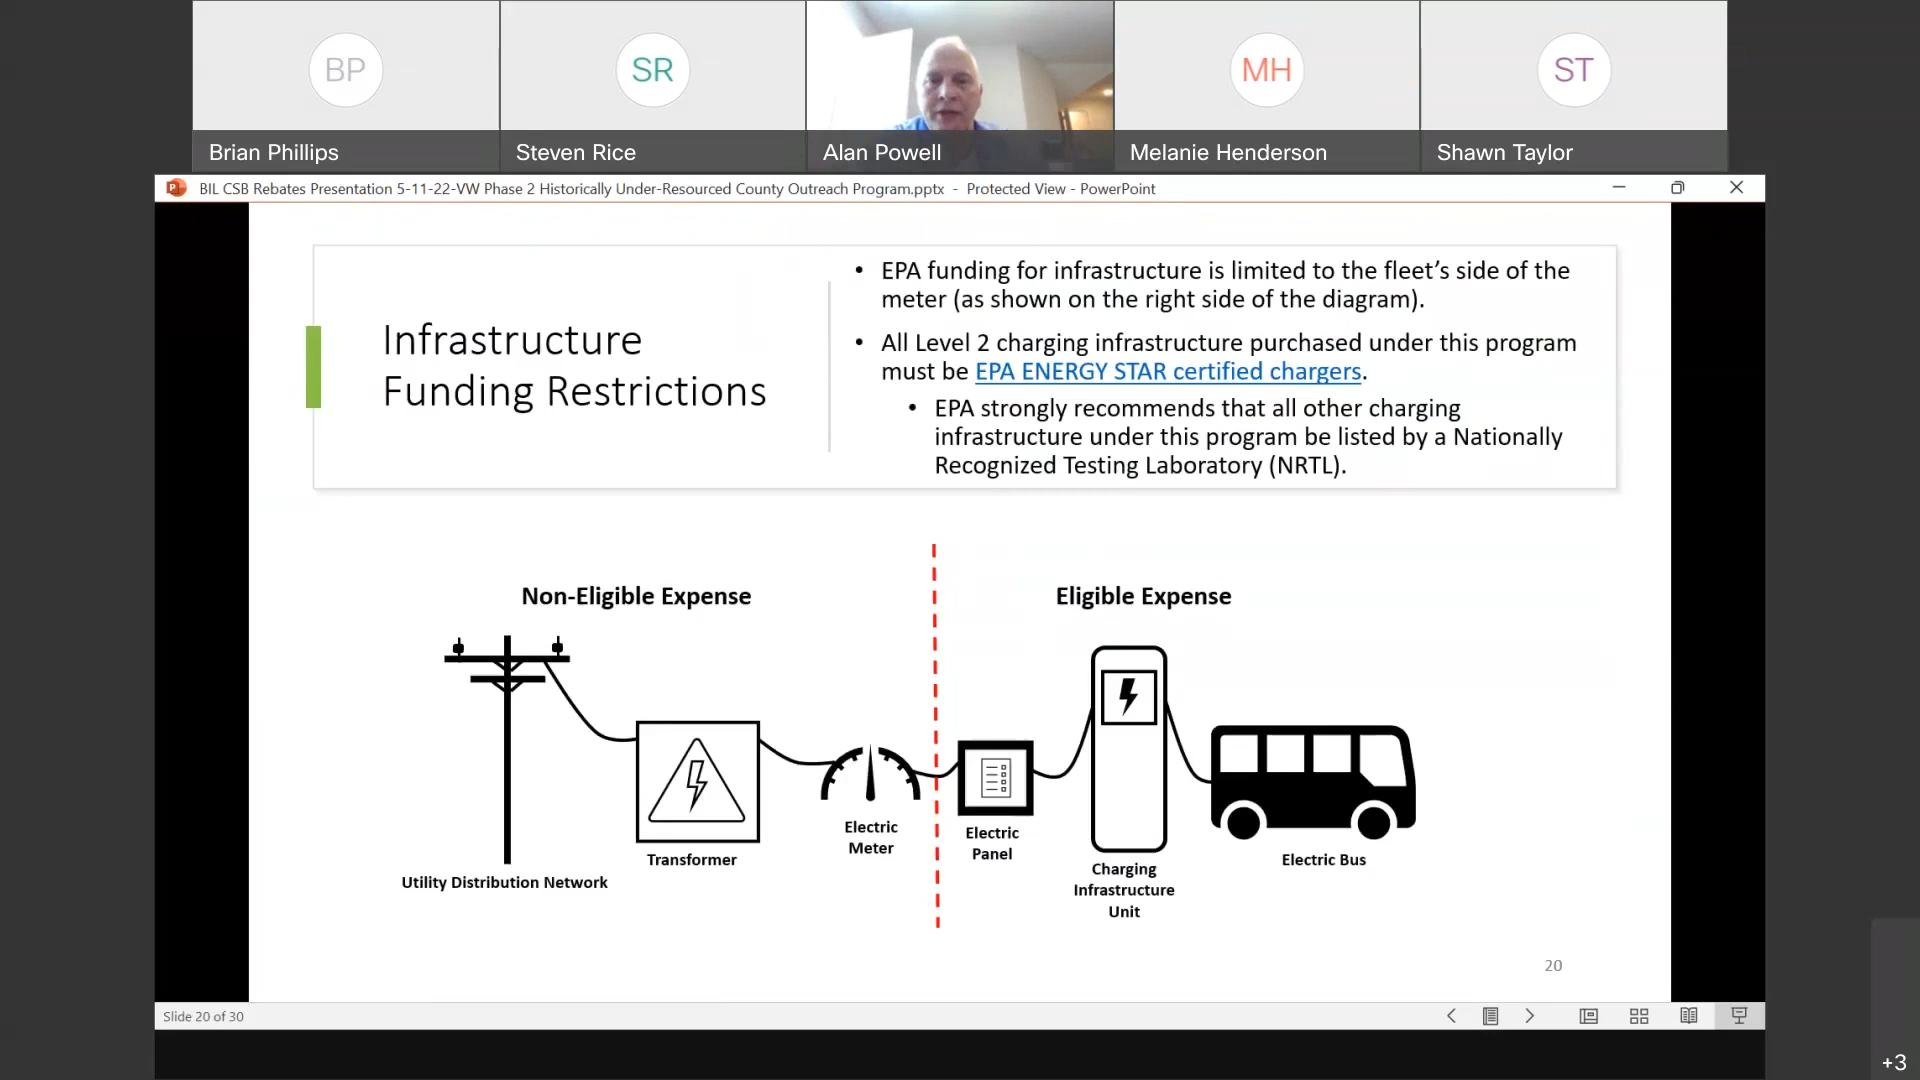 BP
SR
MH
ST
Brian Phillips
Steven Rice
Alan Powell
Melanie Henderson
Shawn Taylor
BIL CSB Rebates Presentation 5-11-22-VW Phase 2 Historically Under-Resourced County Outreach Program.pptx - Protected View - PowerPoint
Infrastructure
Funding Restrictions
• EPA funding for infrastructure is limited to the fleet's side of the
meter (as shown on the right side of the diagram).
• All Level 2 charging infrastructure purchased under this program
must be EPA ENERGY STAR certified chargers.
• EPA strongly recommends that all other charging
infrastructure under this program be listed by a Nationally
Recognized Testing Laboratory (NRTL).
Non-Eligible Expense
Eligible Expense
Utility Distribution Network
Transformer
Electric
Meter
Electric
Panel
Charging
Infrastructure
Unit
Electric Bus
20
Slide 20 of 30
+3